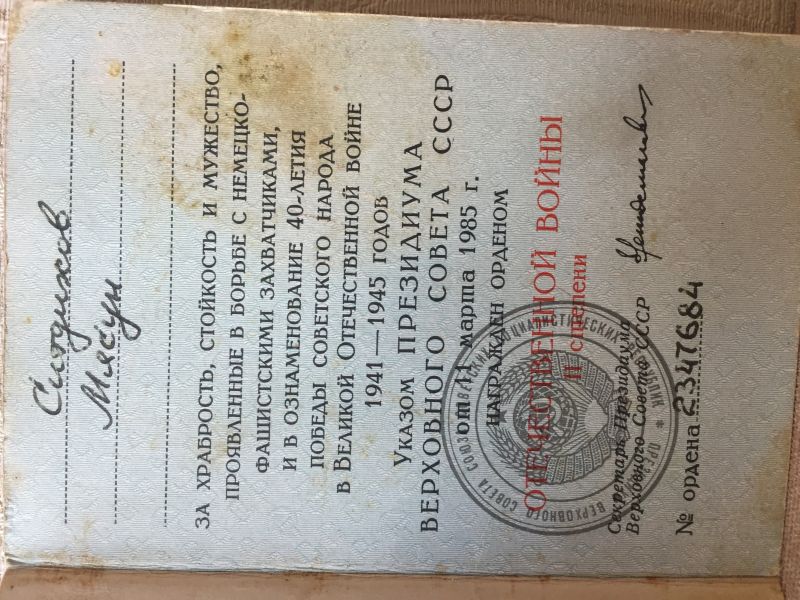 Ситдиков
Мясум
ЗА ХРАБРОСТЬ, СТОЙКОСТЬ И МУЖЕСТВО,
ПРОЯВЛЕННЫЕ В БОРЬБЕ С НЕМЕЦКО-
ФАШИСТСКИМИ ЗАХВАТЧИКАМИ,
И В ОЗНАМЕНОВАНИЕ 40-ЛЕТИЯ
ПОБЕДЫ СОВЕТСКОГО НАРОДА
В ВЕЛИКОЙ ОТЕЧЕСТВЕННОЙ ВОЙНЕ
1941—1945 ГОДОВ
УКАЗОМ ПРЕЗИДИУМА
ВЕРХОВНОГО СОВЕТА СССР
от 11 марта 1985 г.
НАГРАЖДЕН ОРДЕНОМ
ОТЕЧЕСТВЕННОЙ ВОЙНЫ
II степени
Секретарь Президиума
Верховного Совета СССР
№ ордена 2347684